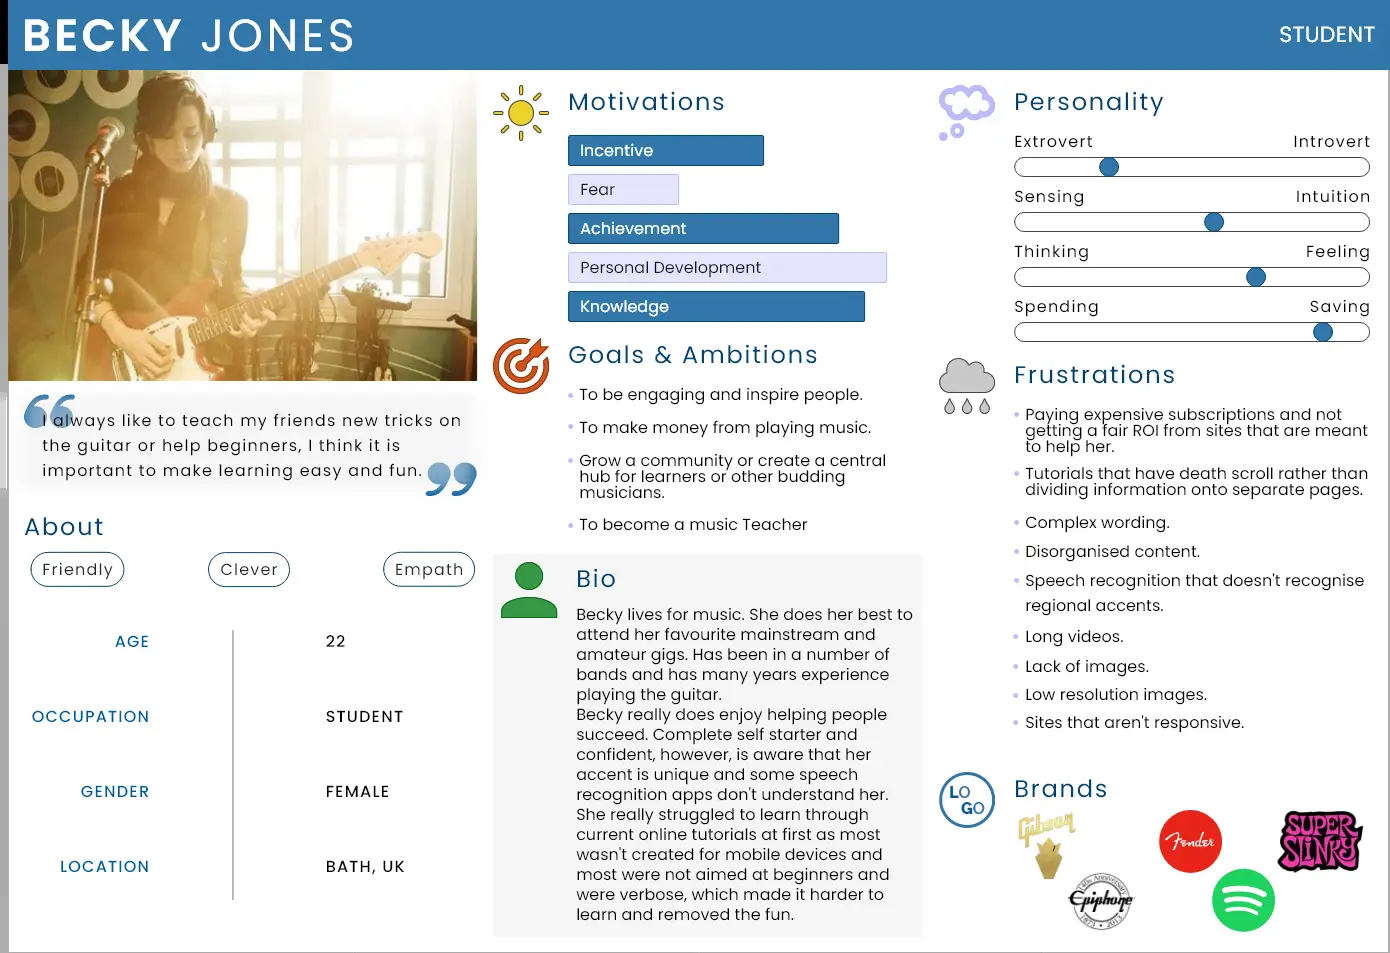 BECKY JONES
STUDENT
I always like to teach my friends new tricks on
the guitar or help beginners, I think it is
important to make learning easy and fun.
About
Friendly
Clever
Empath
AGE
22
OCCUPATION
STUDENT
GENDER
FEMALE
LOCATION
BATH, UK
Motivations
Incentive
Fear
Achievement
Personal Development
Knowledge
Goals & Ambitions
• To be engaging and inspire people.
• To make money from playing music.
• Grow a community or create a central
hub for learners or other budding
musicians.
• To become a music Teacher
Bio
Becky lives for music. She does her best to
attend her favourite mainstream and
amateur gigs. Has been in a number of
bands and has many years experience
playing the guitar.
Becky really does enjoy helping people
succeed. Complete self starter and
confident, however, is aware that her
accent is unique and some speech
recognition apps don't understand her.
She really struggled to learn through
current online tutorials at first as most
wasn't created for mobile devices and
most were not aimed at beginners and
were verbose, which made it harder to
learn and removed the fun.
Personality
Extrovert Introvert
Sensing Intuition
Thinking Feeling
Spending Saving
Frustrations
• Paying expensive subscriptions and not
getting a fair ROI from sites that are meant
to help her.
• Tutorials that have death scroll rather than
dividing information onto separate pages.
• Complex wording.
• Disorganised content.
• Speech recognition that doesn't recognise
regional accents.
• Long videos.
• Lack of images.
• Low resolution images.
• Sites that aren't responsive.
LO
GO
Brands
Gibson
Fender
SUPER
SLINKY
Anniversary
Epiphone
1873 2013